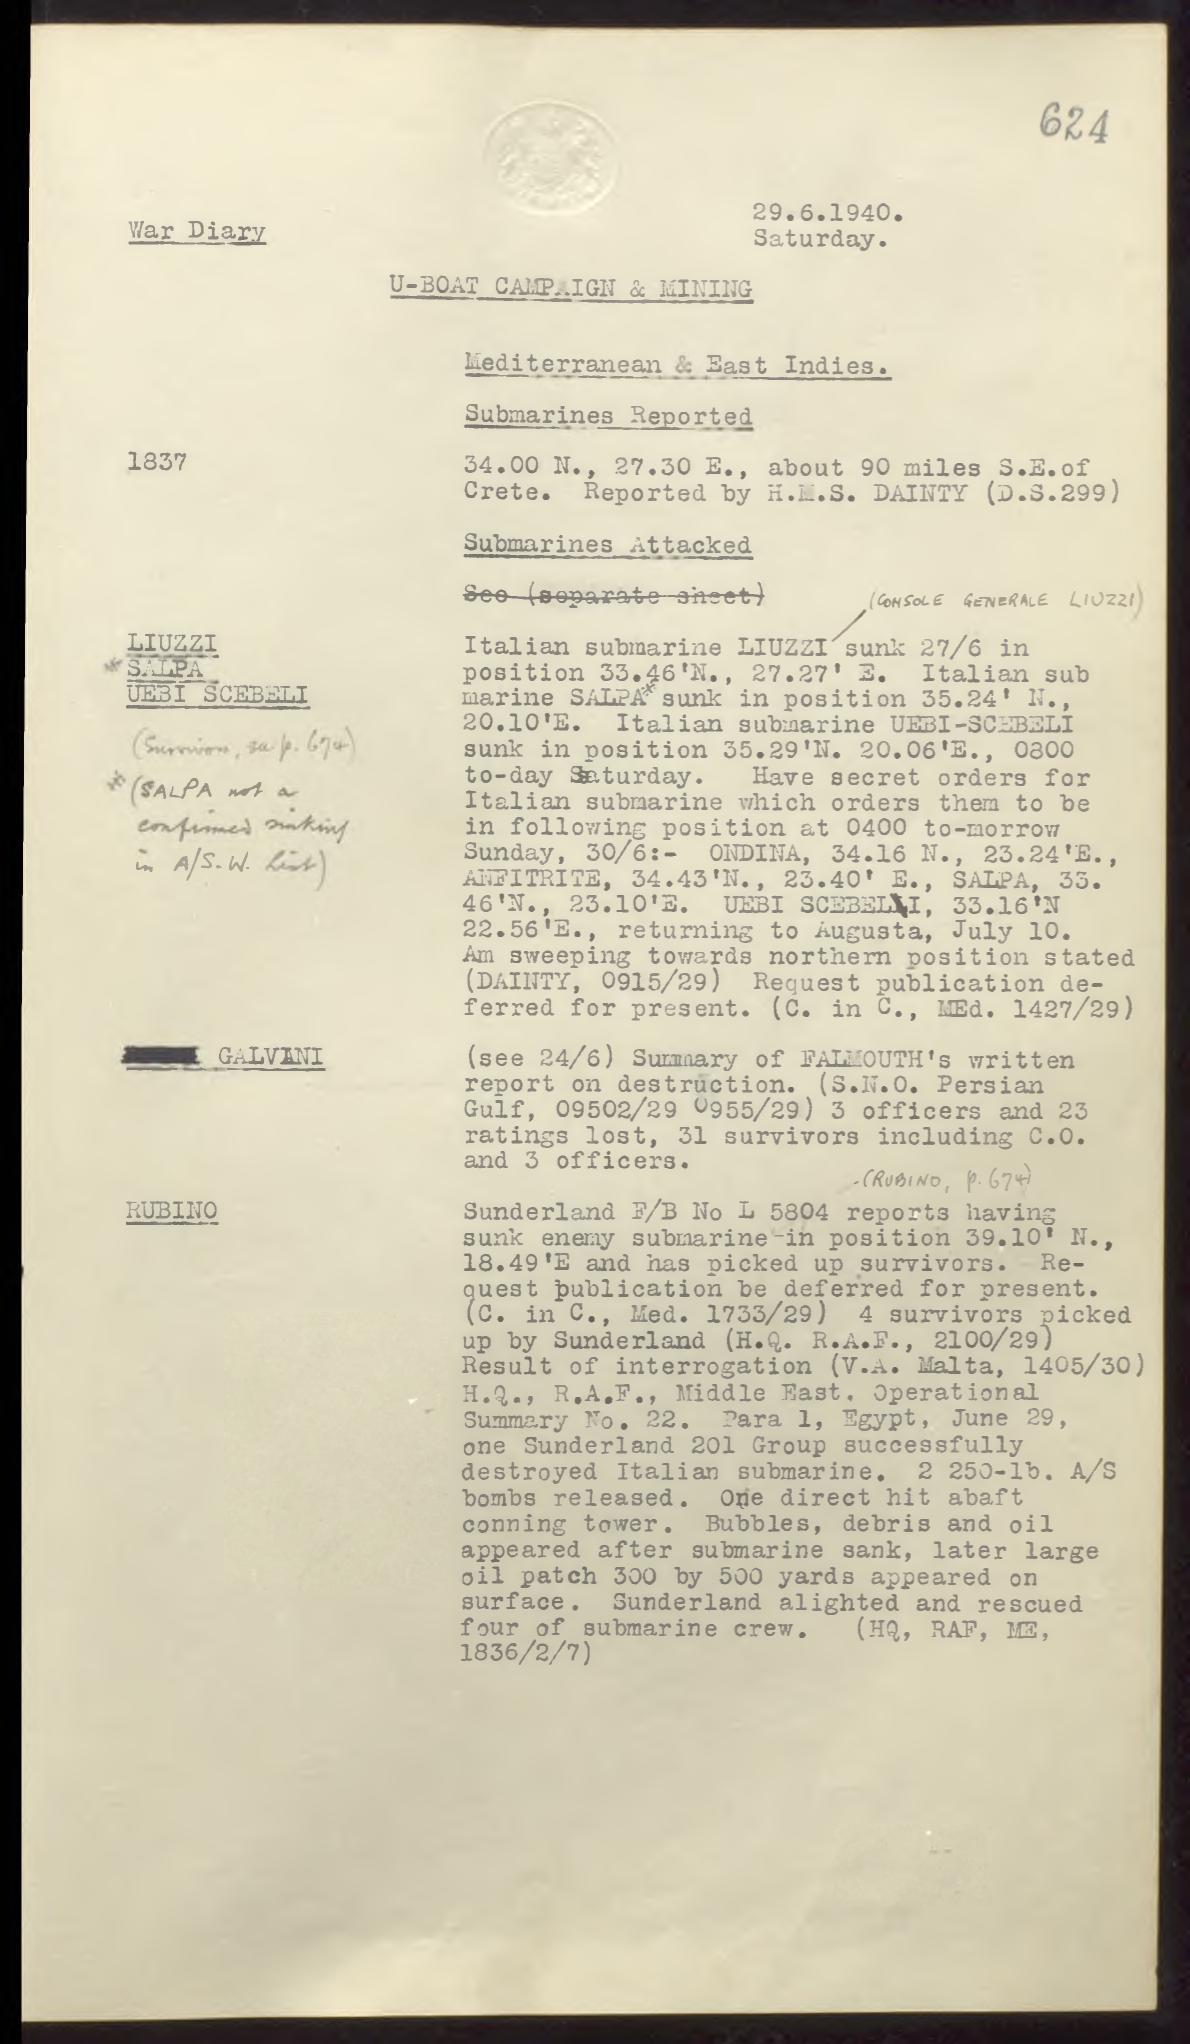 624
War Diary
29.6.1940.
Saturday.
U-BOAT CAMPAIGN & MINING
Mediterranean & East Indies.
Submarines Reported
1837
34.00 N., 27.30 E., about 90 miles S.E.of
Crete. Reported by H.M.S. DAINTY (D.S.299)
Submarines Attacked
See (separate sheet)
(CONSOLE GENERALE LIUZZI)
LIUZZI
* SALPA
UEBI SCEBELI
(Survivors, see p. 674)
* (SALPA not a
confirmed sinking
in A/S.W. List)
Italian submarine LIUZZI sunk 27/6 in
position 33.46'N., 27.27' E. Italian sub
marine SALPA* sunk in position 35.24' N.,
20.10'E. Italian submarine UEBI-SCEBELI
sunk in position 35.29'N. 20.06'E., 0800
to-day Saturday. Have secret orders for
Italian submarine which orders them to be
in following position at 0400 to-morrow
Sunday, 30/6:- ONDINA, 34.16 N., 23.24'E.,
ANFITRITE, 34.43'N., 23.40' E., SALPA, 33.
46'N., 23.10'E. UEBI SCEBELI, 33.16'N
22.56'E., returning to Augusta, July 10.
Am sweeping towards northern position stated
(DAINTY, 0915/29) Request publication de-
ferred for present. (C. in C., MEd. 1427/29)
GALVANI
(see 24/6) Summary of FALMOUTH's written
report on destruction. (S.N.O. Persian
Gulf, 09502/29 0955/29) 3 officers and 23
ratings lost, 31 survivors including C.O.
and 3 officers.
-(RUBINO, p. 674)
RUBINO
Sunderland F/B No L 5804 reports having
sunk enemy submarine-in position 39.10' N.,
18.49'E and has picked up survivors. Re-
quest publication be deferred for present.
(C. in C., Med. 1733/29) 4 survivors picked
up by Sunderland (H.Q. R.A.F., 2100/29)
Result of interrogation (V.A. Malta, 1405/30)
H.Q., R.A.F., Middle East. Operational
Summary No. 22. Para 1, Egypt, June 29,
one Sunderland 201 Group successfully
destroyed Italian submarine. 2 250-lb. A/S
bombs released. One direct hit abaft
conning tower. Bubbles, debris and oil
appeared after submarine sank, later large
oil patch 300 by 500 yards appeared on
surface. Sunderland alighted and rescued
four of submarine crew. (HQ, RAF, ME,
1836/2/7)